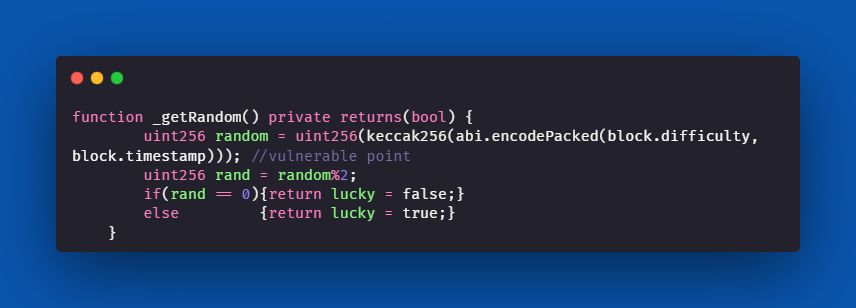 function _getRandom() private returns(bool) {
        uint256 random = uint256(keccak256(abi.encodePacked(block.difficulty,
block.timestamp))); //vulnerable point
        uint256 rand = random%2;
        if(rand == 0){return lucky = false;}
        else         {return lucky = true;}
    }